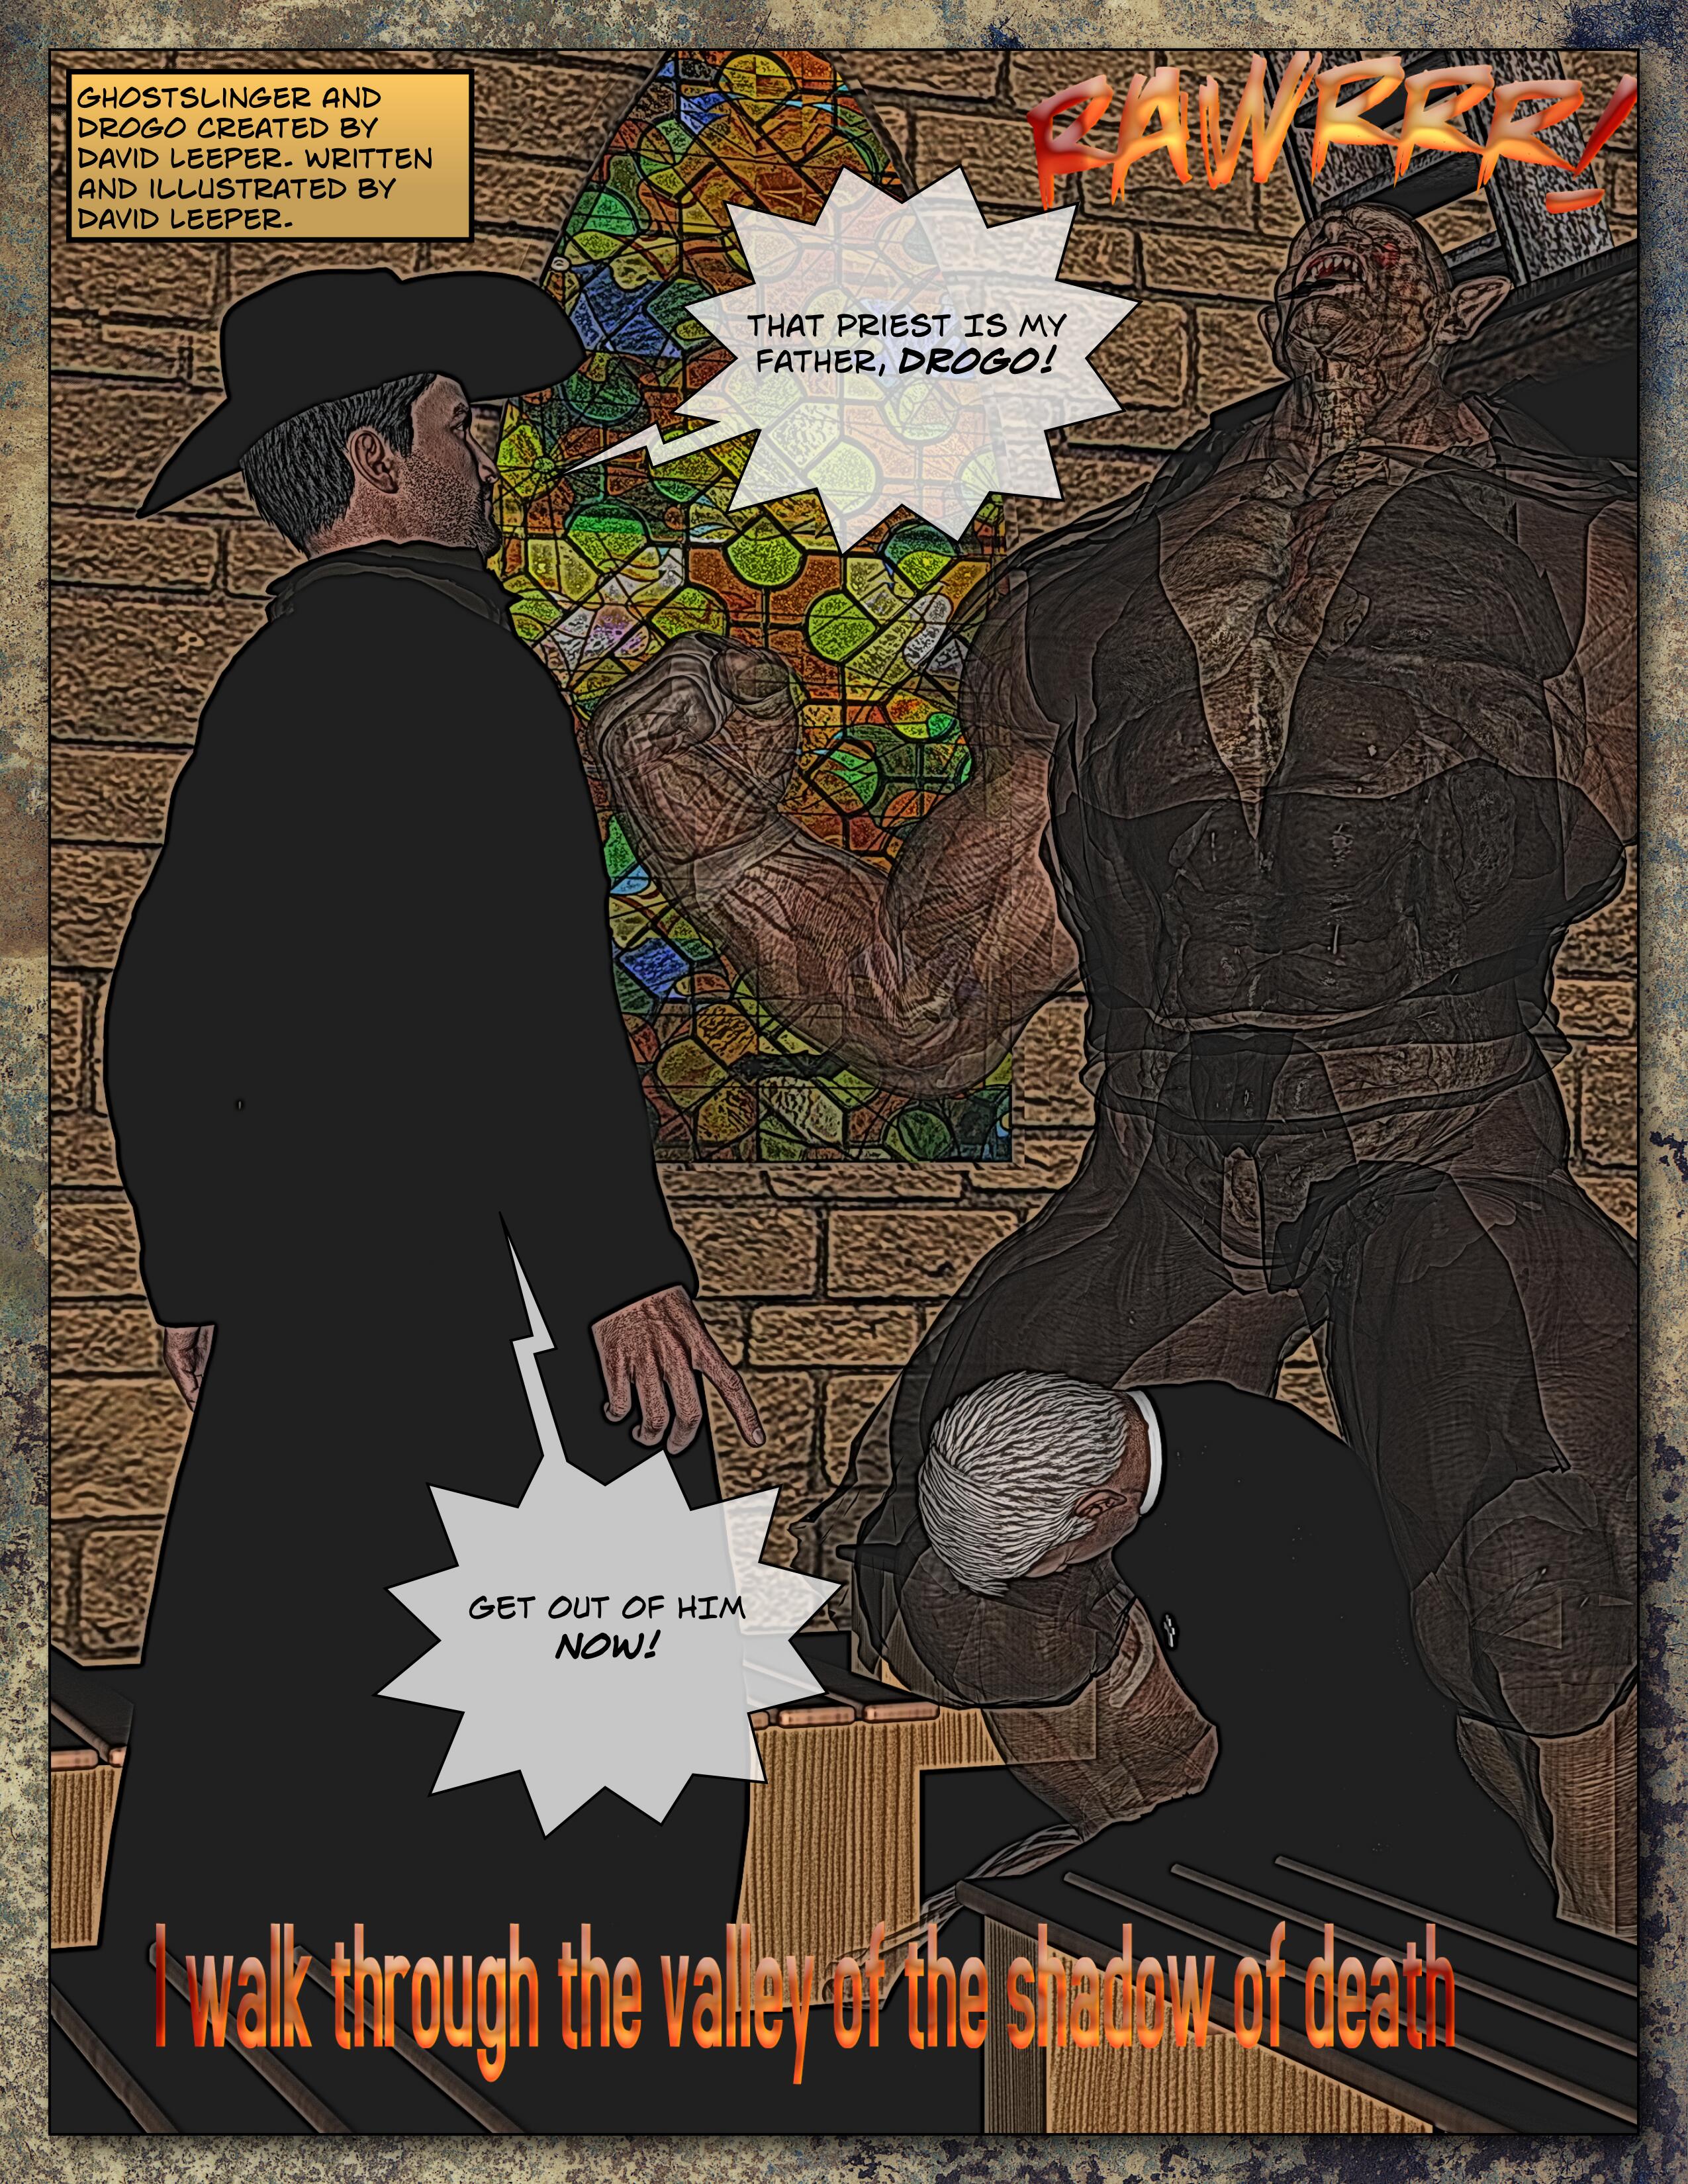 GHOSTSLINGER AND
DROGO CREATED BY
DAVID LEEPER. WRITTEN
AND ILLUSTRATED BY
DAVID LEEPER.
RAWRRR!
THAT PRIEST IS MY
FATHER, DROGO!
GET OUT OF HIM
NOW!
I walk through the valley of the shadow of death